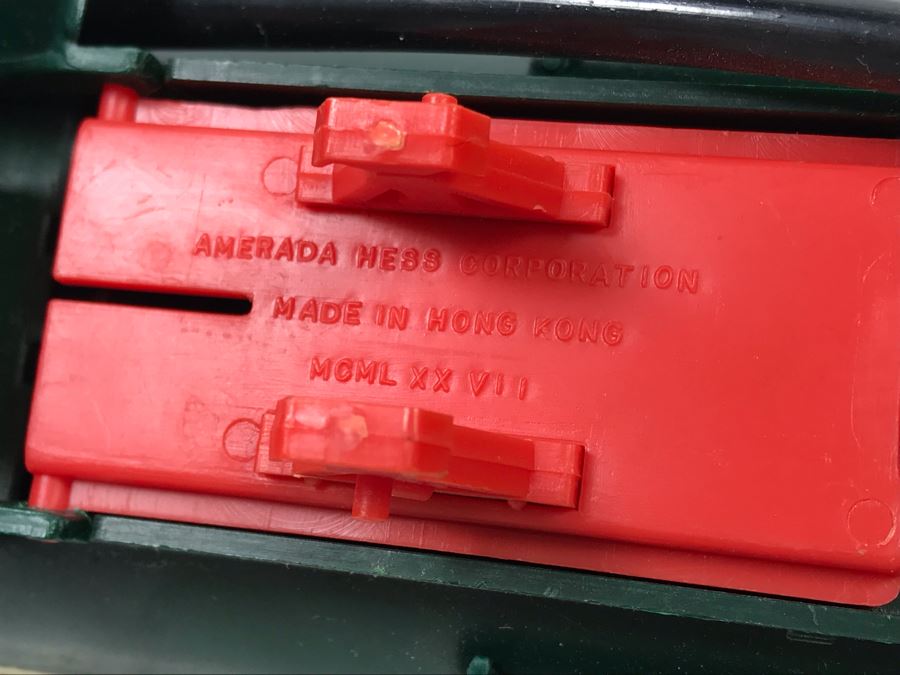 AMERADA HESS CORPORATION
MADE IN HONG KONG
MCML XX VII